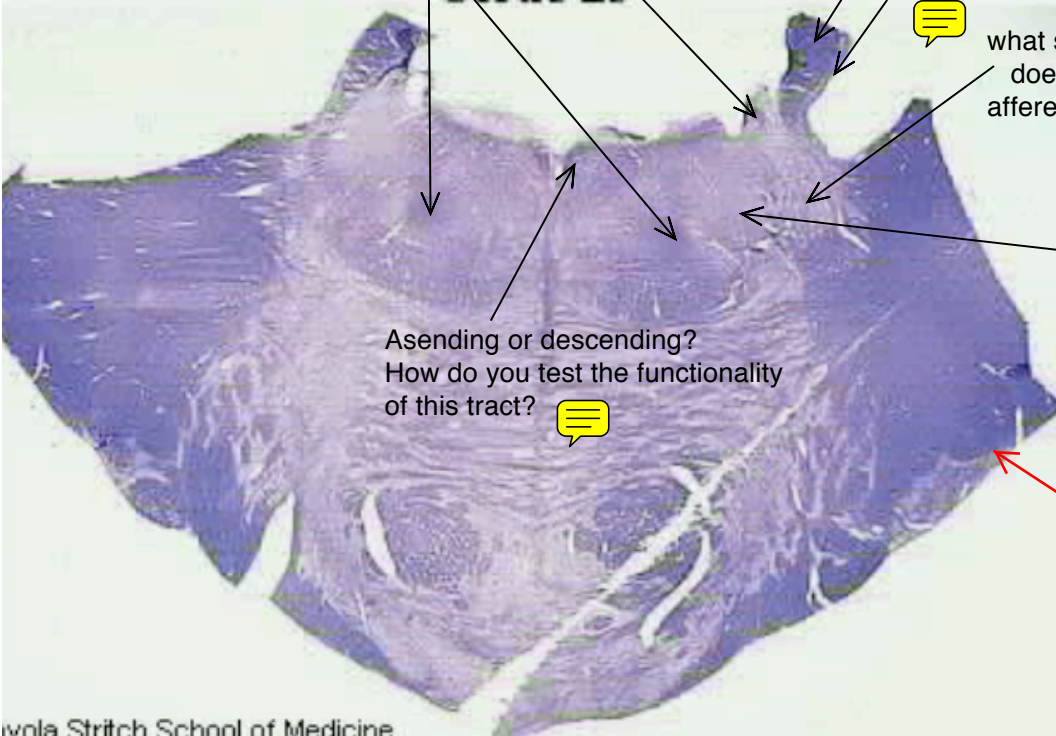 what
doe
affere
Asending or descending?
How do you test the functionality
of this tract?
yola Stritch School of Medicine